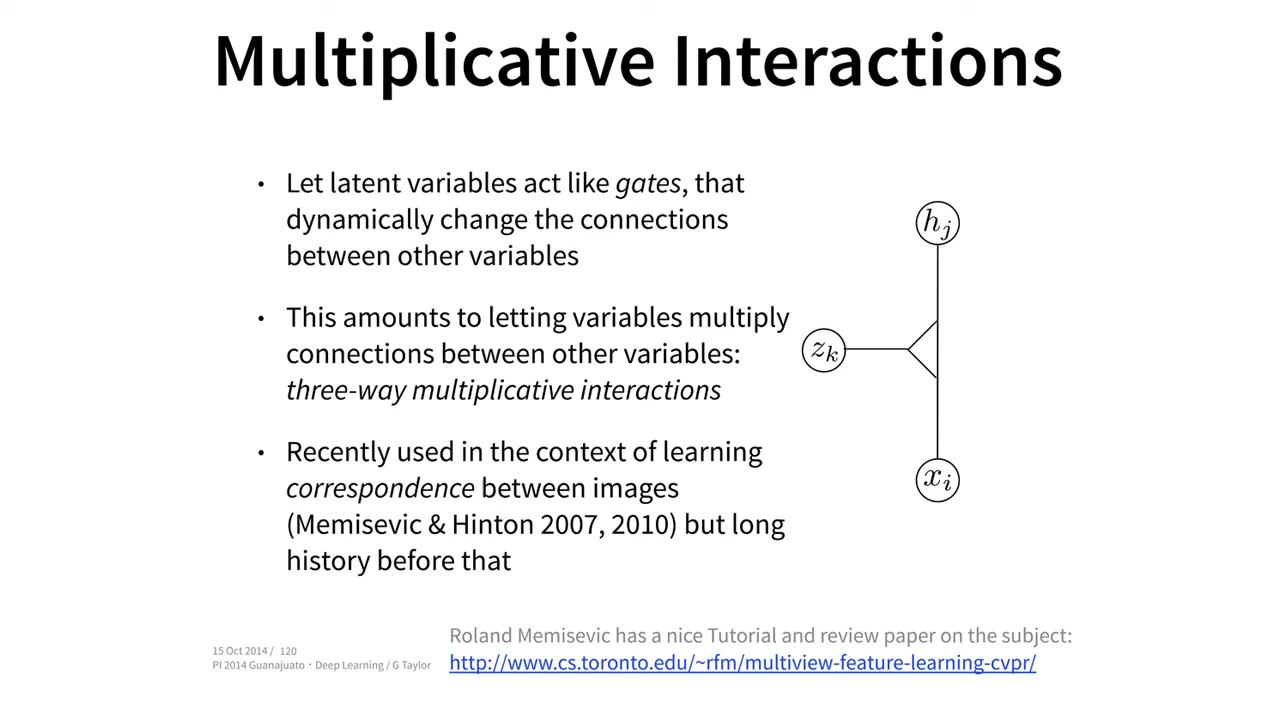 Multiplicative Interactions
• Let latent variables act like gates, that
dynamically change the connections
between other variables
• This amounts to letting variables multiply
connections between other variables:
three-way multiplicative interactions
• Recently used in the context of learning
correspondence between images
(Memisevic & Hinton 2007, 2010) but long
history before that
h_j
z_k
x_i
Roland Memisevic has a nice Tutorial and review paper on the subject:
http://www.cs.toronto.edu/~rfm/multiview-feature-learning-cvpr/
15 Oct 2014 / 120
PI 2014 Guanajuato · Deep Learning / G Taylor